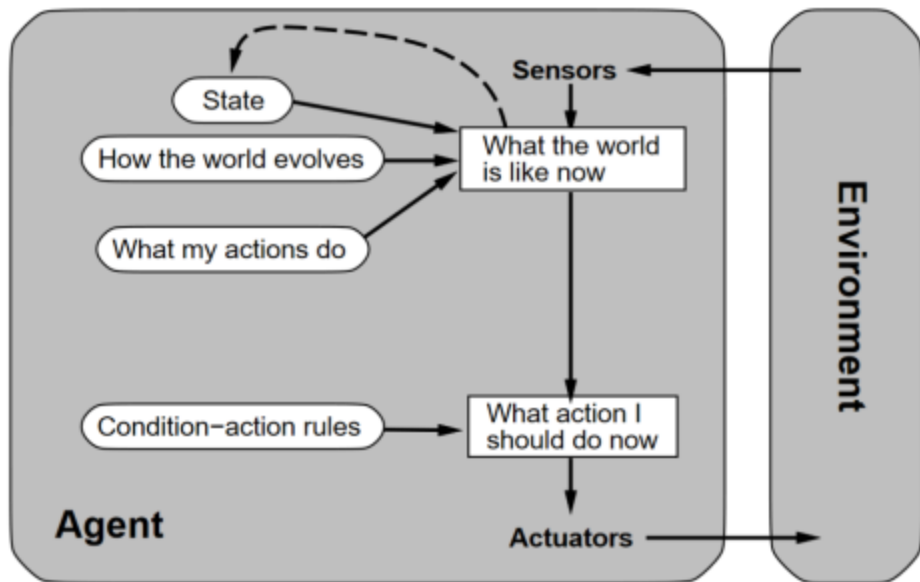 Sensors
State
What the world
is like now
How the world evolves
What my actions do
Environment
Condition−action rules
What action I
should do now
Agent
Actuators